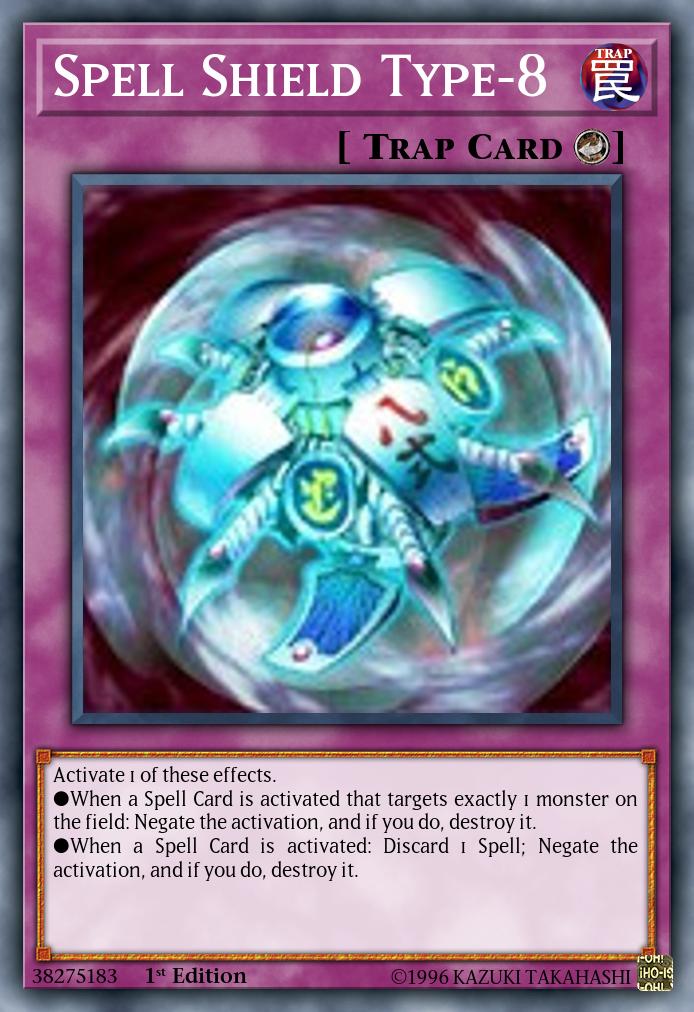 Spell Shield Type-8
TRAP
罠
[ Trap Card ]
Activate 1 of these effects.
●When a Spell Card is activated that targets exactly 1 monster on
the field: Negate the activation, and if you do, destroy it.
●When a Spell Card is activated: Discard 1 Spell; Negate the
activation, and if you do, destroy it.
38275183 1st Edition ©1996 KAZUKI TAKAHASHI